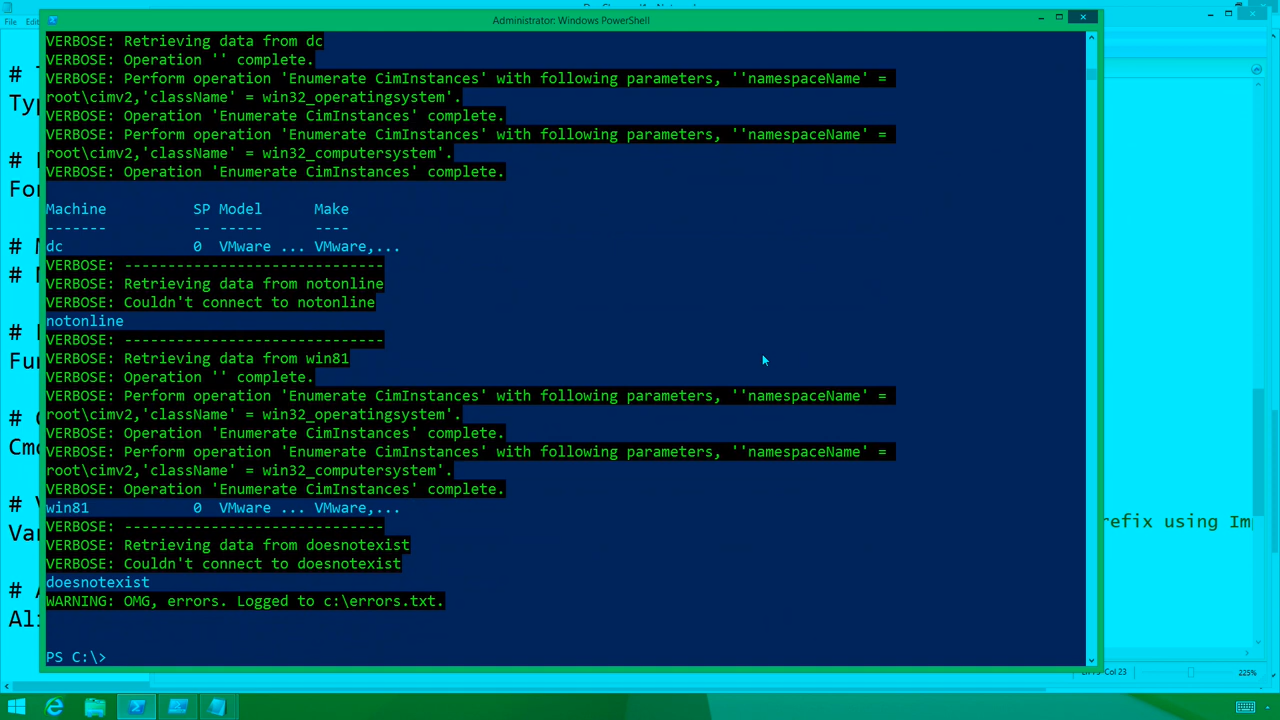 Administrator: Windows PowerShell
File
VERBOSE: Retrieving data from dc
VERBOSE: Operation '' complete.
VERBOSE: Perform operation 'Enumerate CimInstances' with following parameters, ''namespaceName' =
root\cimv2,'className' = win32_operatingsystem'.
VERBOSE: Operation 'Enumerate CimInstances' complete.
VERBOSE: Perform operation 'Enumerate CimInstances' with following parameters, ''namespaceName' =
root\cimv2,'className' = win32_computersystem'.
VERBOSE: Operation 'Enumerate CimInstances' complete.
Machine SP Model Make
------- -- ----- ----
dc 0 VMware ... VMware,...
VERBOSE: ------------------------------
VERBOSE: Retrieving data from notonline
VERBOSE: Couldn't connect to notonline
notonline
VERBOSE: ------------------------------
VERBOSE: Retrieving data from win81
VERBOSE: Operation '' complete.
VERBOSE: Perform operation 'Enumerate CimInstances' with following parameters, ''namespaceName' =
root\cimv2,'className' = win32_operatingsystem'.
VERBOSE: Operation 'Enumerate CimInstances' complete.
VERBOSE: Perform operation 'Enumerate CimInstances' with following parameters, ''namespaceName' =
root\cimv2,'className' = win32_computersystem'.
VERBOSE: Operation 'Enumerate CimInstances' complete.
win81 0 VMware ... VMware,...
VERBOSE: ------------------------------
VERBOSE: Retrieving data from doesnotexist
VERBOSE: Couldn't connect to doesnotexist
doesnotexist
WARNING: OMG, errors. Logged to c:\errors.txt.
PS C:\>
refix using Im
Col 23
225%